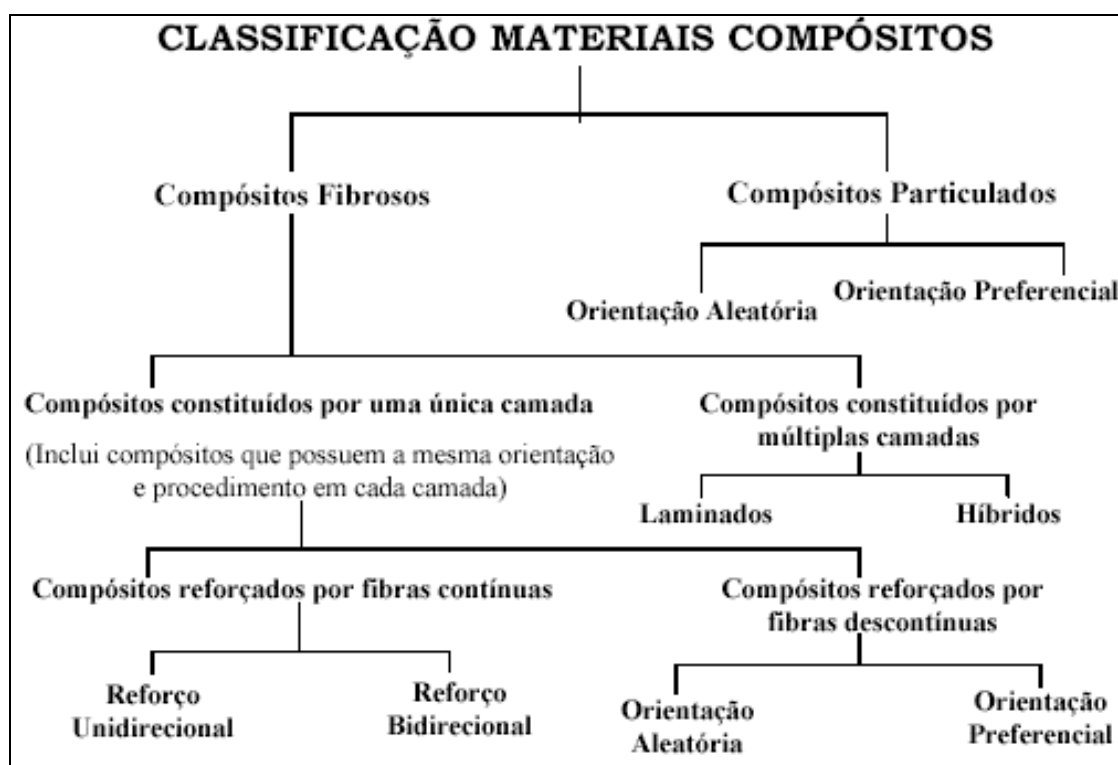 CLASSIFICAÇÃO MATERIAIS COMPÓSITOS
Compósitos Fibrosos
Compósitos Particulados
Orientação Aleatória
Orientação Preferencial
Compósitos constituídos por uma única camada
(Inclui compósitos que possuem a mesma orientação
e procedimento em cada camada)
Compósitos constituídos por
múltiplas camadas
Laminados
Híbridos
Compósitos reforçados por fibras contínuas
Compósitos reforçados por
fibras descontínuas
Reforço
Unidirecional
Reforço
Bidirecional
Orientação
Aleatória
Orientação
Preferencial